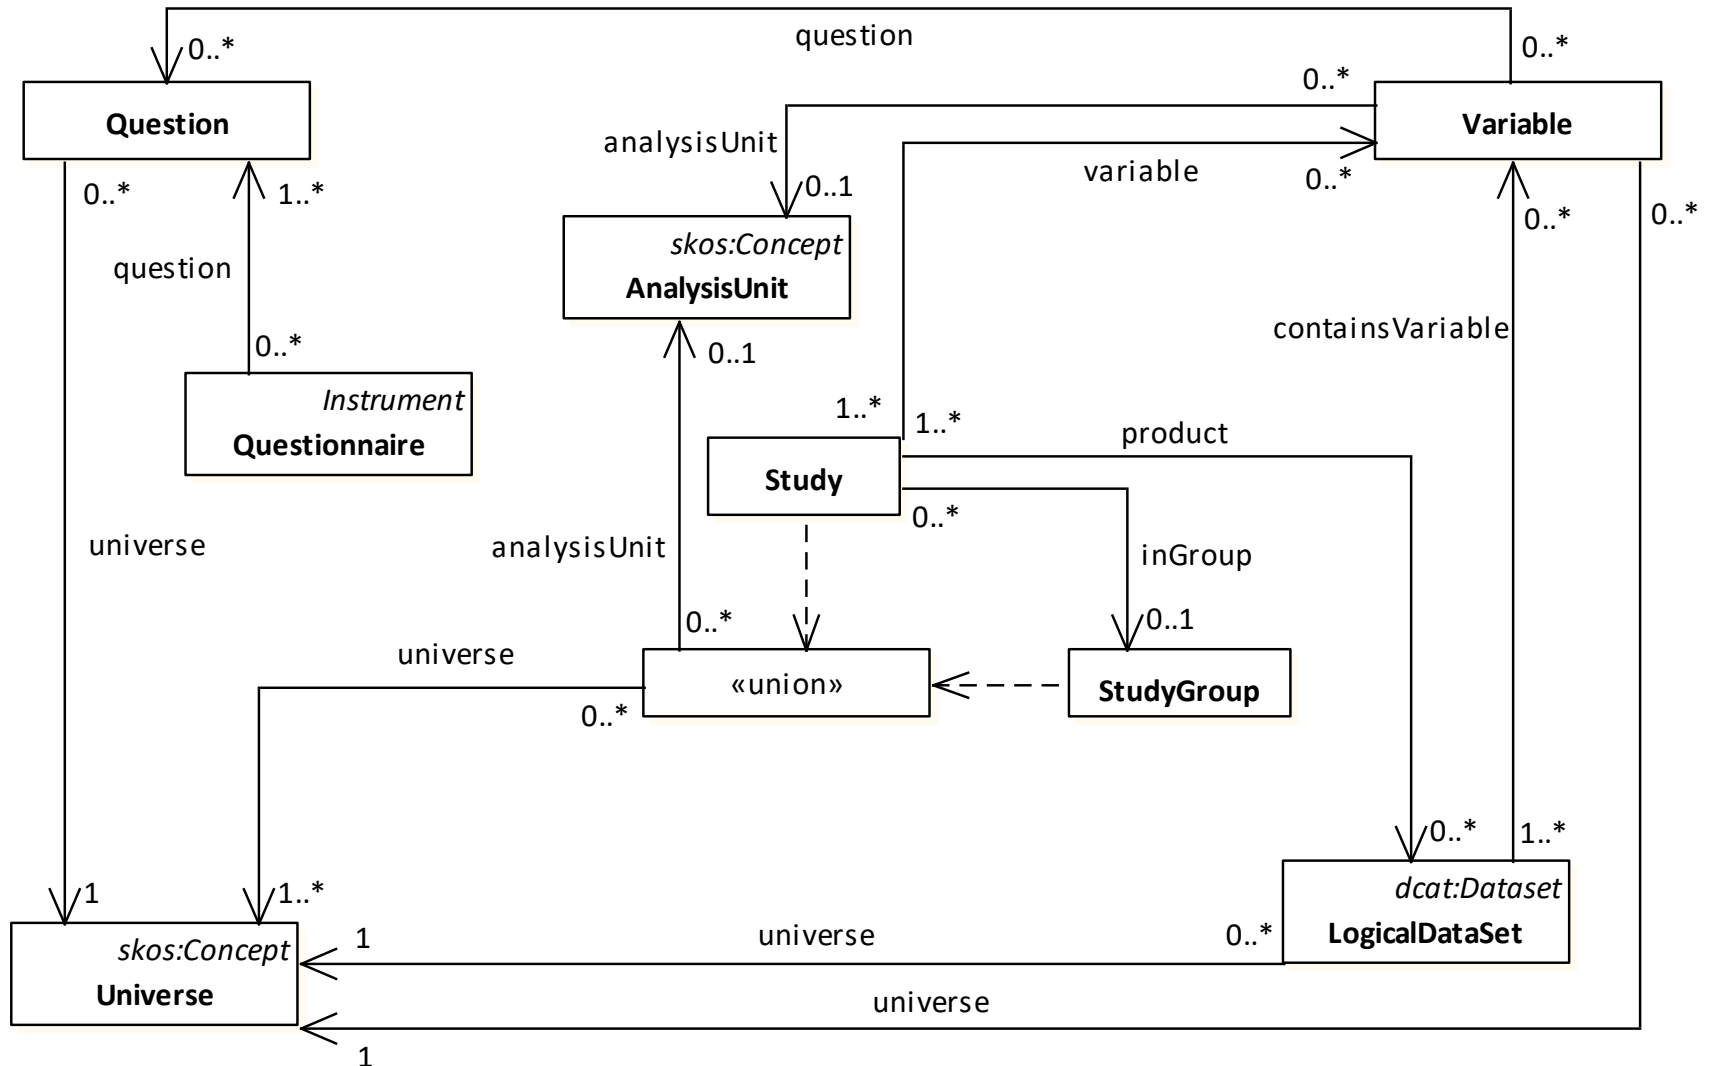 question
0..*
0..*
0..*
Question
Variable
analysisUnit
variable
0..*
0..*
1..*
0..1
0..*
0..*
skos:Concept
AnalysisUnit
question
containsVariable
0..*
0..1
Instrument
Questionnaire
1..*
1..*
product
Study
0..*
universe
analysisUnit
inGroup
0..*
0..1
universe
«union»
StudyGroup
0..*
0..*
1..*
1
1..*
dcat:Dataset
LogicalDataSet
skos:Concept
Universe
1
universe
0..*
universe
1